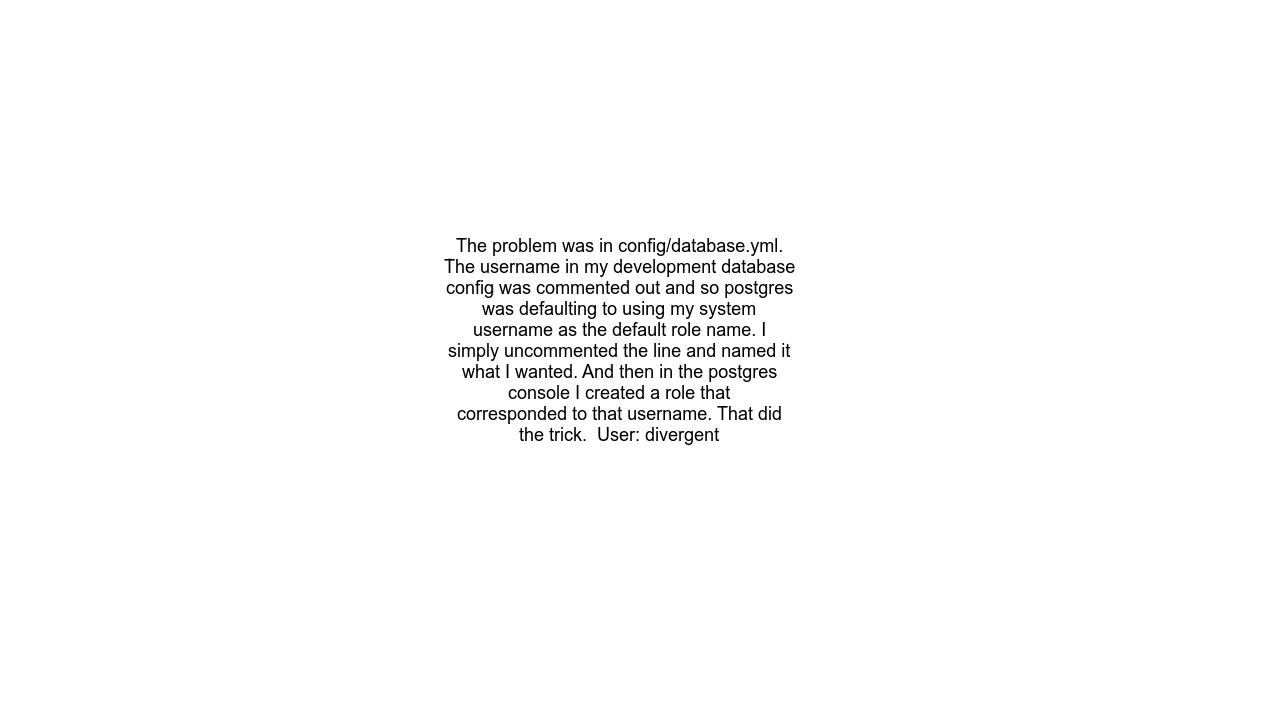 The problem was in config/database.yml.
The username in my development database
config was commented out and so postgres
was defaulting to using my system
username as the default role name. I
simply uncommented the line and named it
what I wanted. And then in the postgres
console I created a role that
corresponded to that username. That did
the trick.  User: divergent